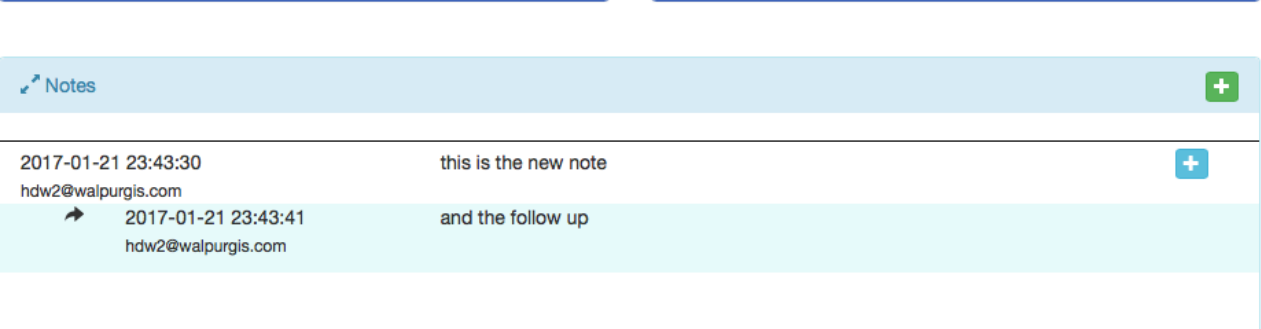 Notes
2017-01-21 23:43:30 this is the new note
hdw2@walpurgis.com
2017-01-21 23:43:41 and the follow up
hdw2@walpurgis.com